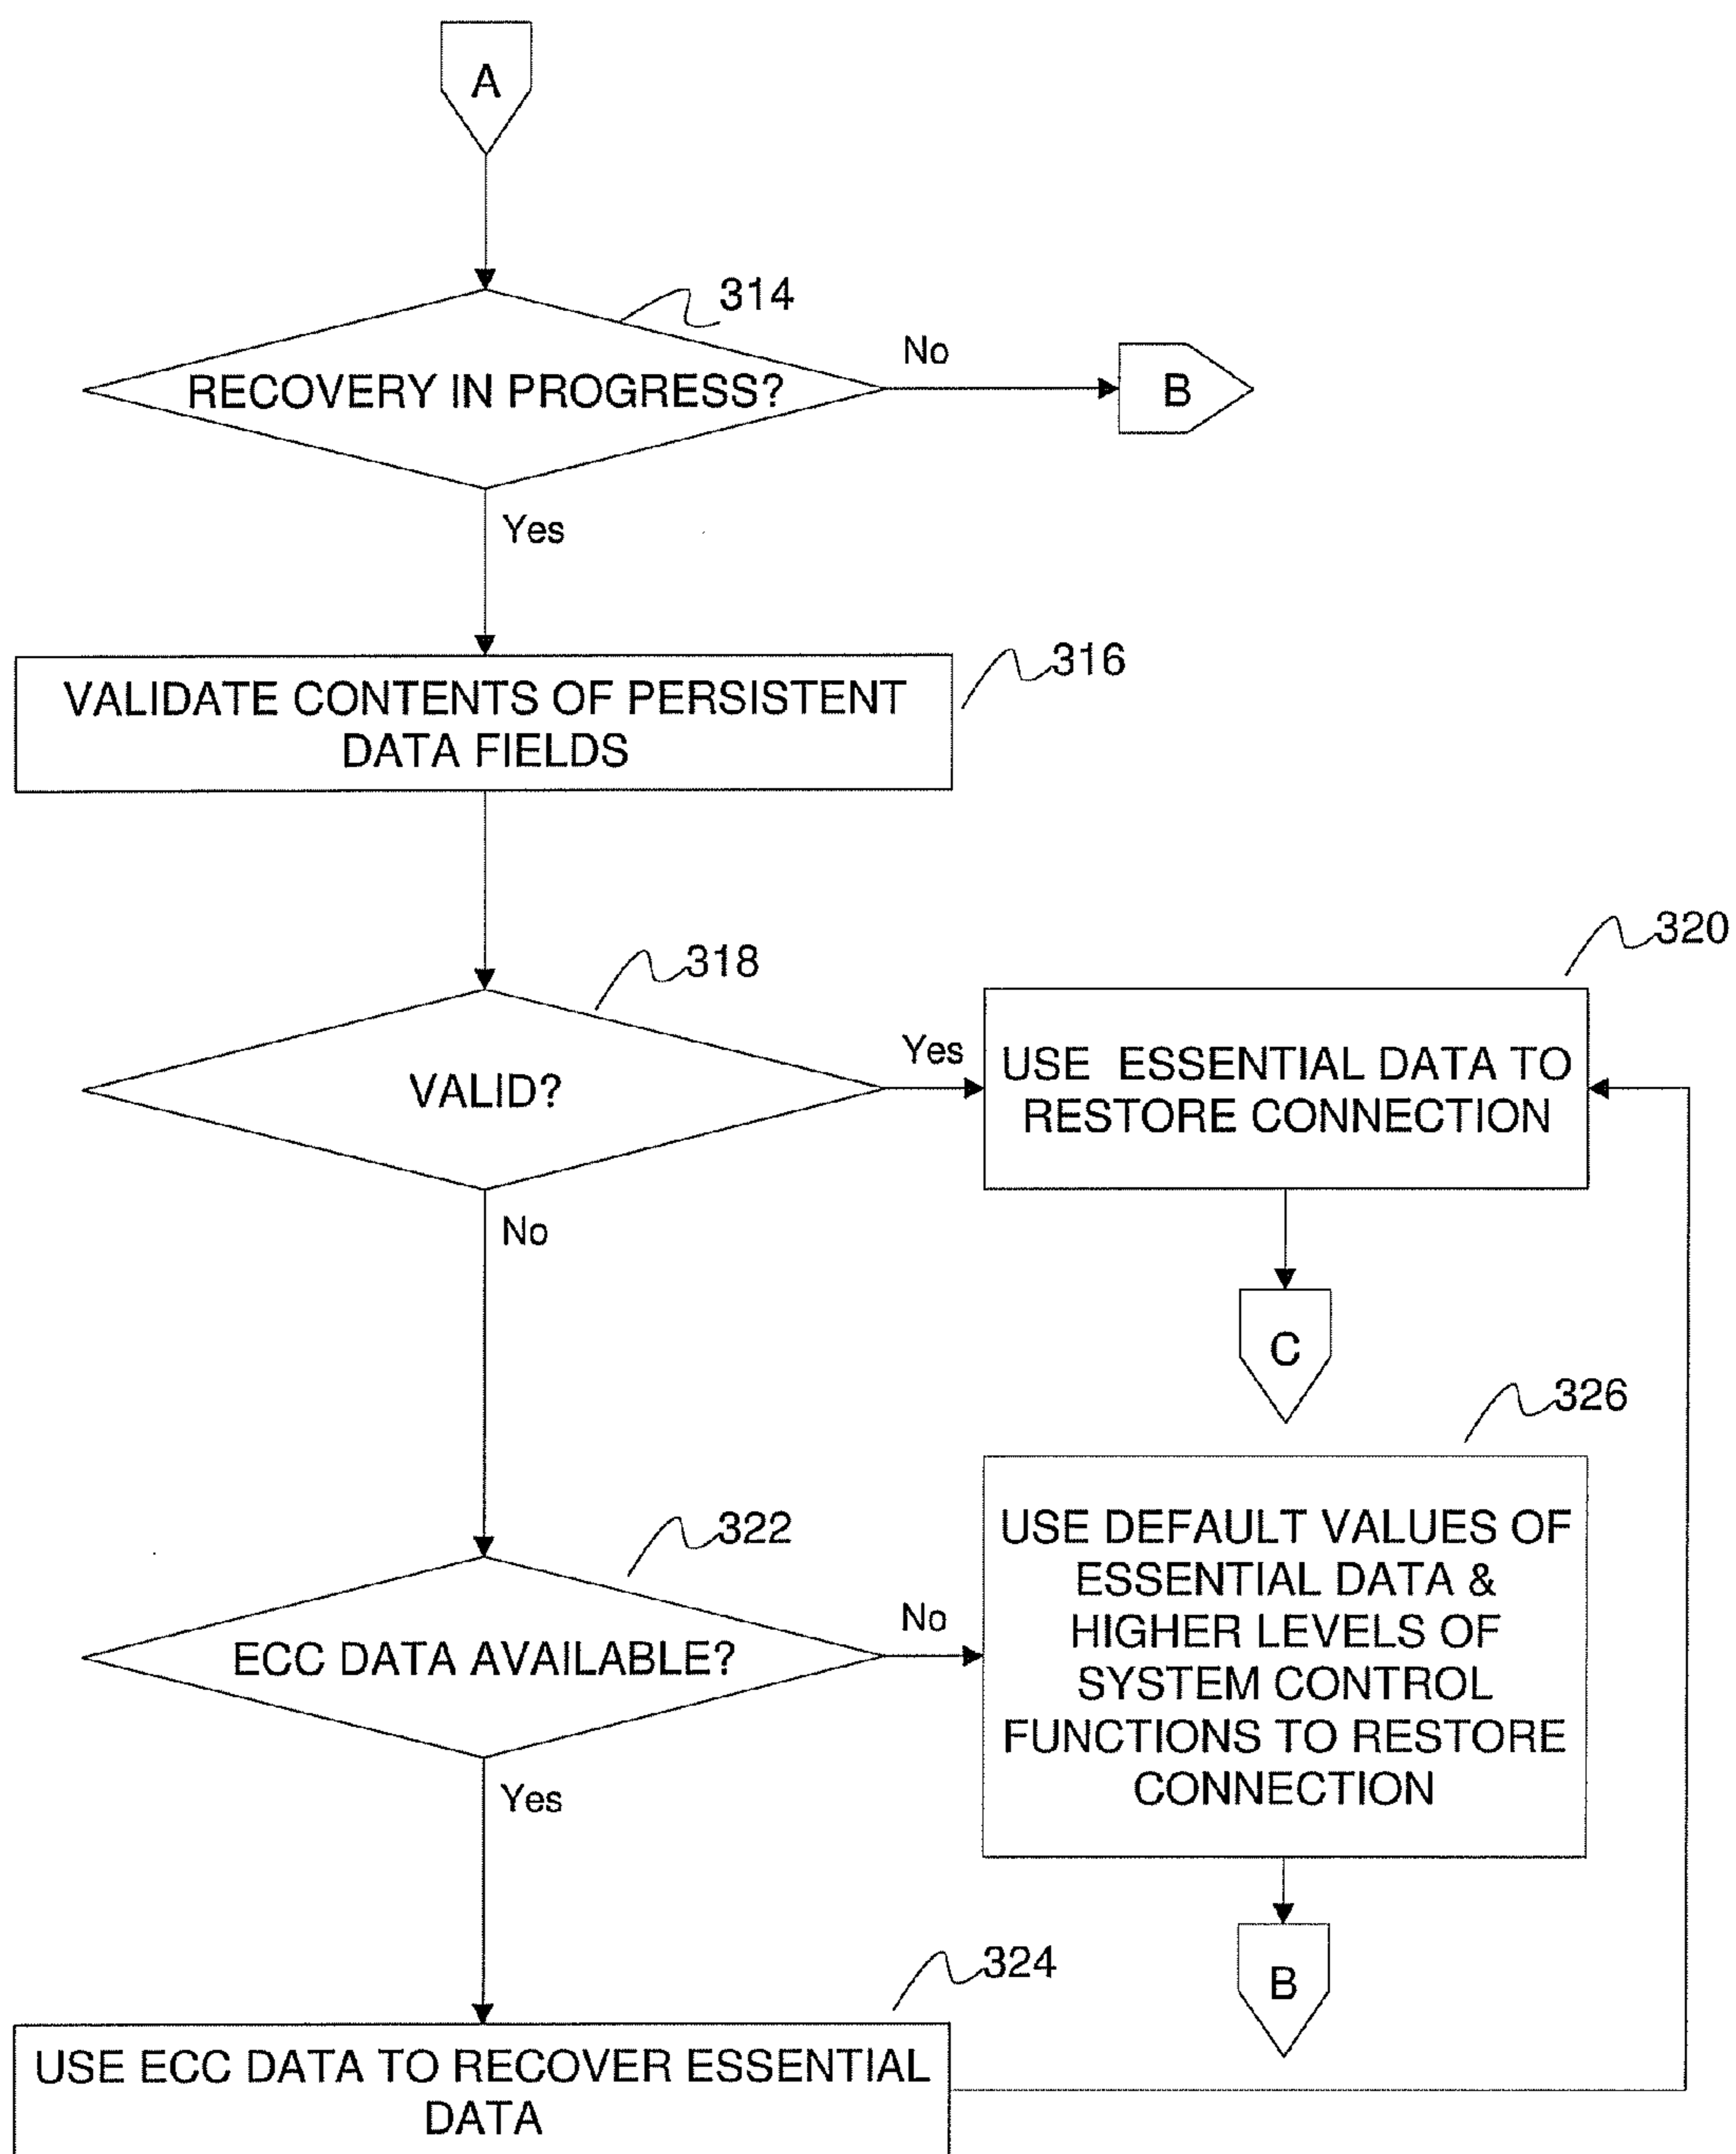 A
314
RECOVERY IN PROGRESS?
No
B
Yes
316
VALIDATE CONTENTS OF PERSISTENT
DATA FIELDS
318
VALID?
Yes
320
USE ESSENTIAL DATA TO
RESTORE CONNECTION
No
C
322
ECC DATA AVAILABLE?
No
326
USE DEFAULT VALUES OF
ESSENTIAL DATA &
HIGHER LEVELS OF
SYSTEM CONTROL
FUNCTIONS TO RESTORE
CONNECTION
Yes
B
324
USE ECC DATA TO RECOVER ESSENTIAL
DATA